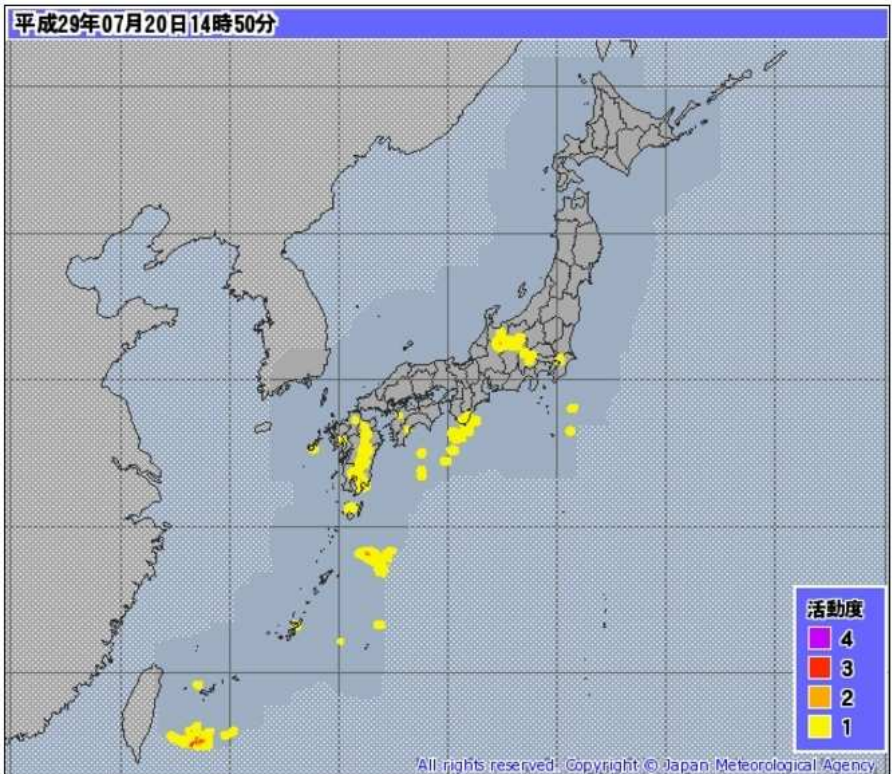 平成29年07月20日14時50分
活動度
4
3
2
1
All rights reserved. Copyright © Japan Meteorological Agency